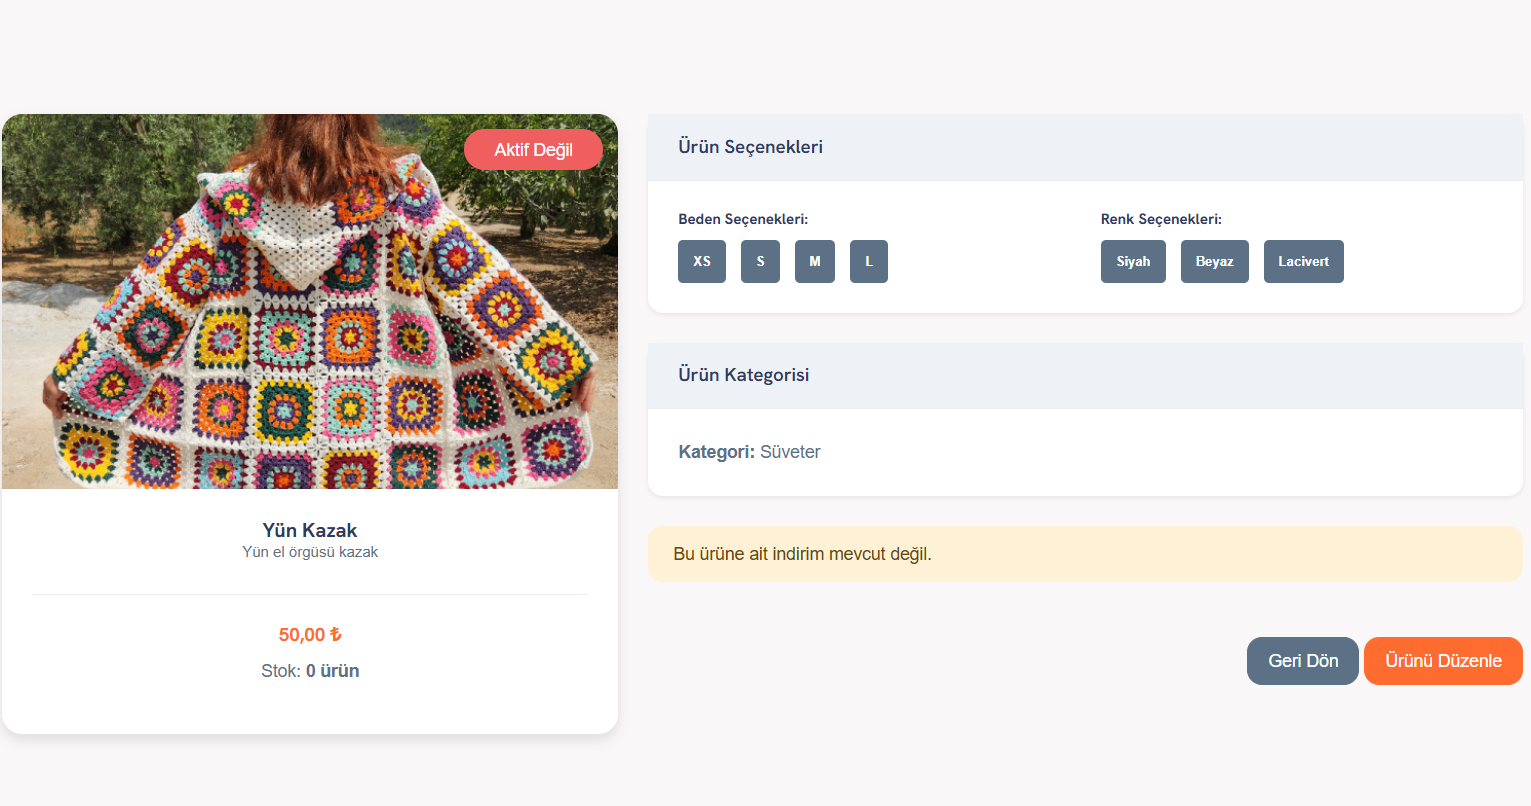 Aktif Değil
Yün Kazak
Yün el örgüsü kazak
50,00 ₺
Stok: 0 ürün
Ürün Seçenekleri
Beden Seçenekleri:
XS S M L
Renk Seçenekleri:
Siyah Beyaz Lacivert
Ürün Kategorisi
Kategori: Süveter
Bu ürüne ait indirim mevcut değil.
Geri Dön Ürünü Düzenle